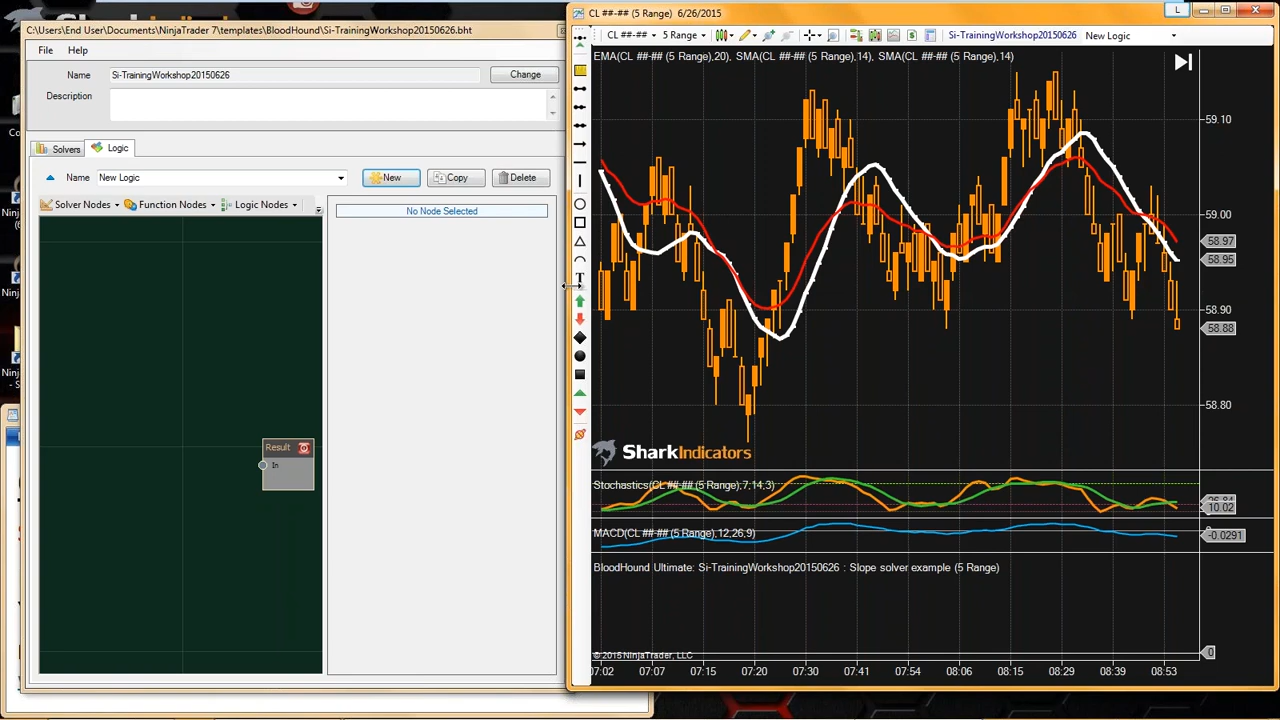 C:\Users\End User\Documents\NinjaTrader 7\templates\BloodHound\Si-TrainingWorkshop20150626.bht
File Help
Name Si-TrainingWorkshop20150626 Change
Description
Solvers Logic
Name New Logic New Copy Delete
Solver Nodes Function Nodes Logic Nodes
No Node Selected
Result
In
CL ##-## (5 Range) 6/26/2015
L
CL ##-## 5 Range Si-TrainingWorkshop20150626 New Logic
EMA(CL ##-## (5 Range),20), SMA(CL ##-## (5 Range),14), SMA(CL ##-## (5 Range),14)
T
59.10
59.00
58.97
58.95
58.90
58.88
58.80
SharkIndicators
Stochastics(CL ##-## (5 Range),7,14,3)
10.02
MACD(CL ##-## (5 Range),12,26,9)
-0.0291
BloodHound Ultimate: Si-TrainingWorkshop20150626 : Slope solver example (5 Range)
© 2015 NinjaTrader, LLC
0
07:02 07:07 07:15 07:20 07:30 07:41 07:54 08:06 08:16 08:29 08:39 08:53